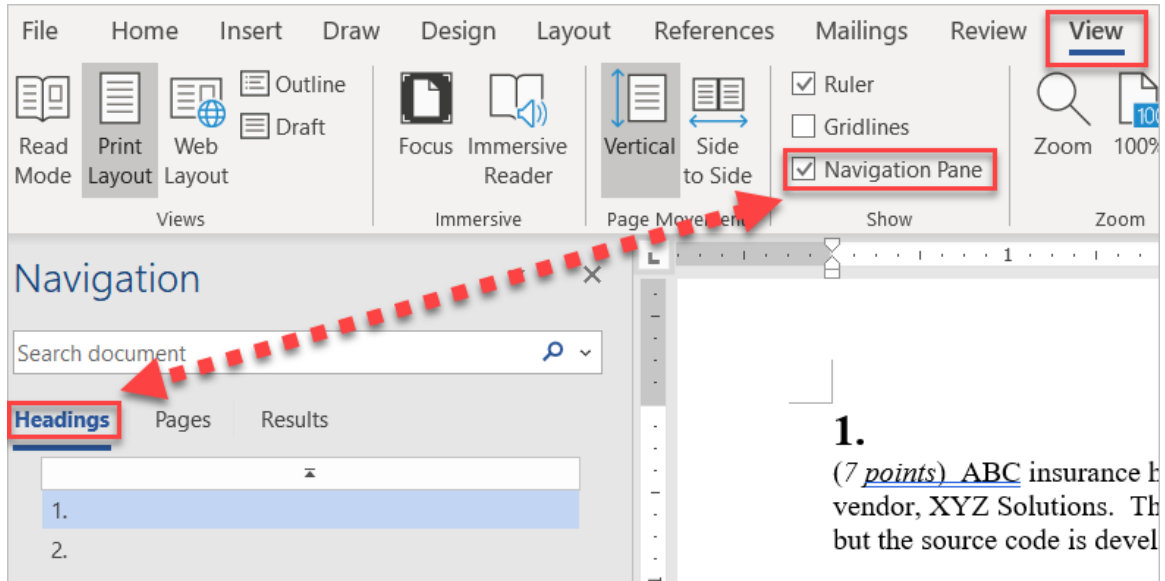 File Home Insert Draw Design Layout References Mailings Review View
Read Mode
Print Layout
Web Layout
Outline
Draft
Views
Focus
Immersive Reader
Immersive
Vertical
Side to Side
Page Movement
Ruler
Gridlines
Navigation Pane
Show
Zoom
100%
100
Zoom
Navigation
Search document
Headings Pages Results
1.
2.
L 1
1.
(7 points) ABC insurance
vendor, XYZ Solutions. Th
but the source code is devel
1